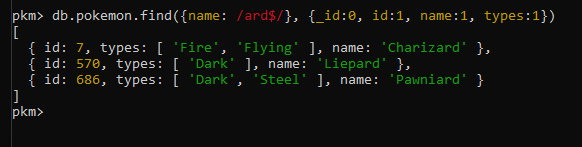 pkm> db.pokemon.find({name: /ard$/}, {_id:0, id:1, name:1, types:1})
[
  { id: 7, types: [ 'Fire', 'Flying' ], name: 'Charizard' },
  { id: 570, types: [ 'Dark' ], name: 'Liepard' },
  { id: 686, types: [ 'Dark', 'Steel' ], name: 'Pawniard' }
]
pkm>